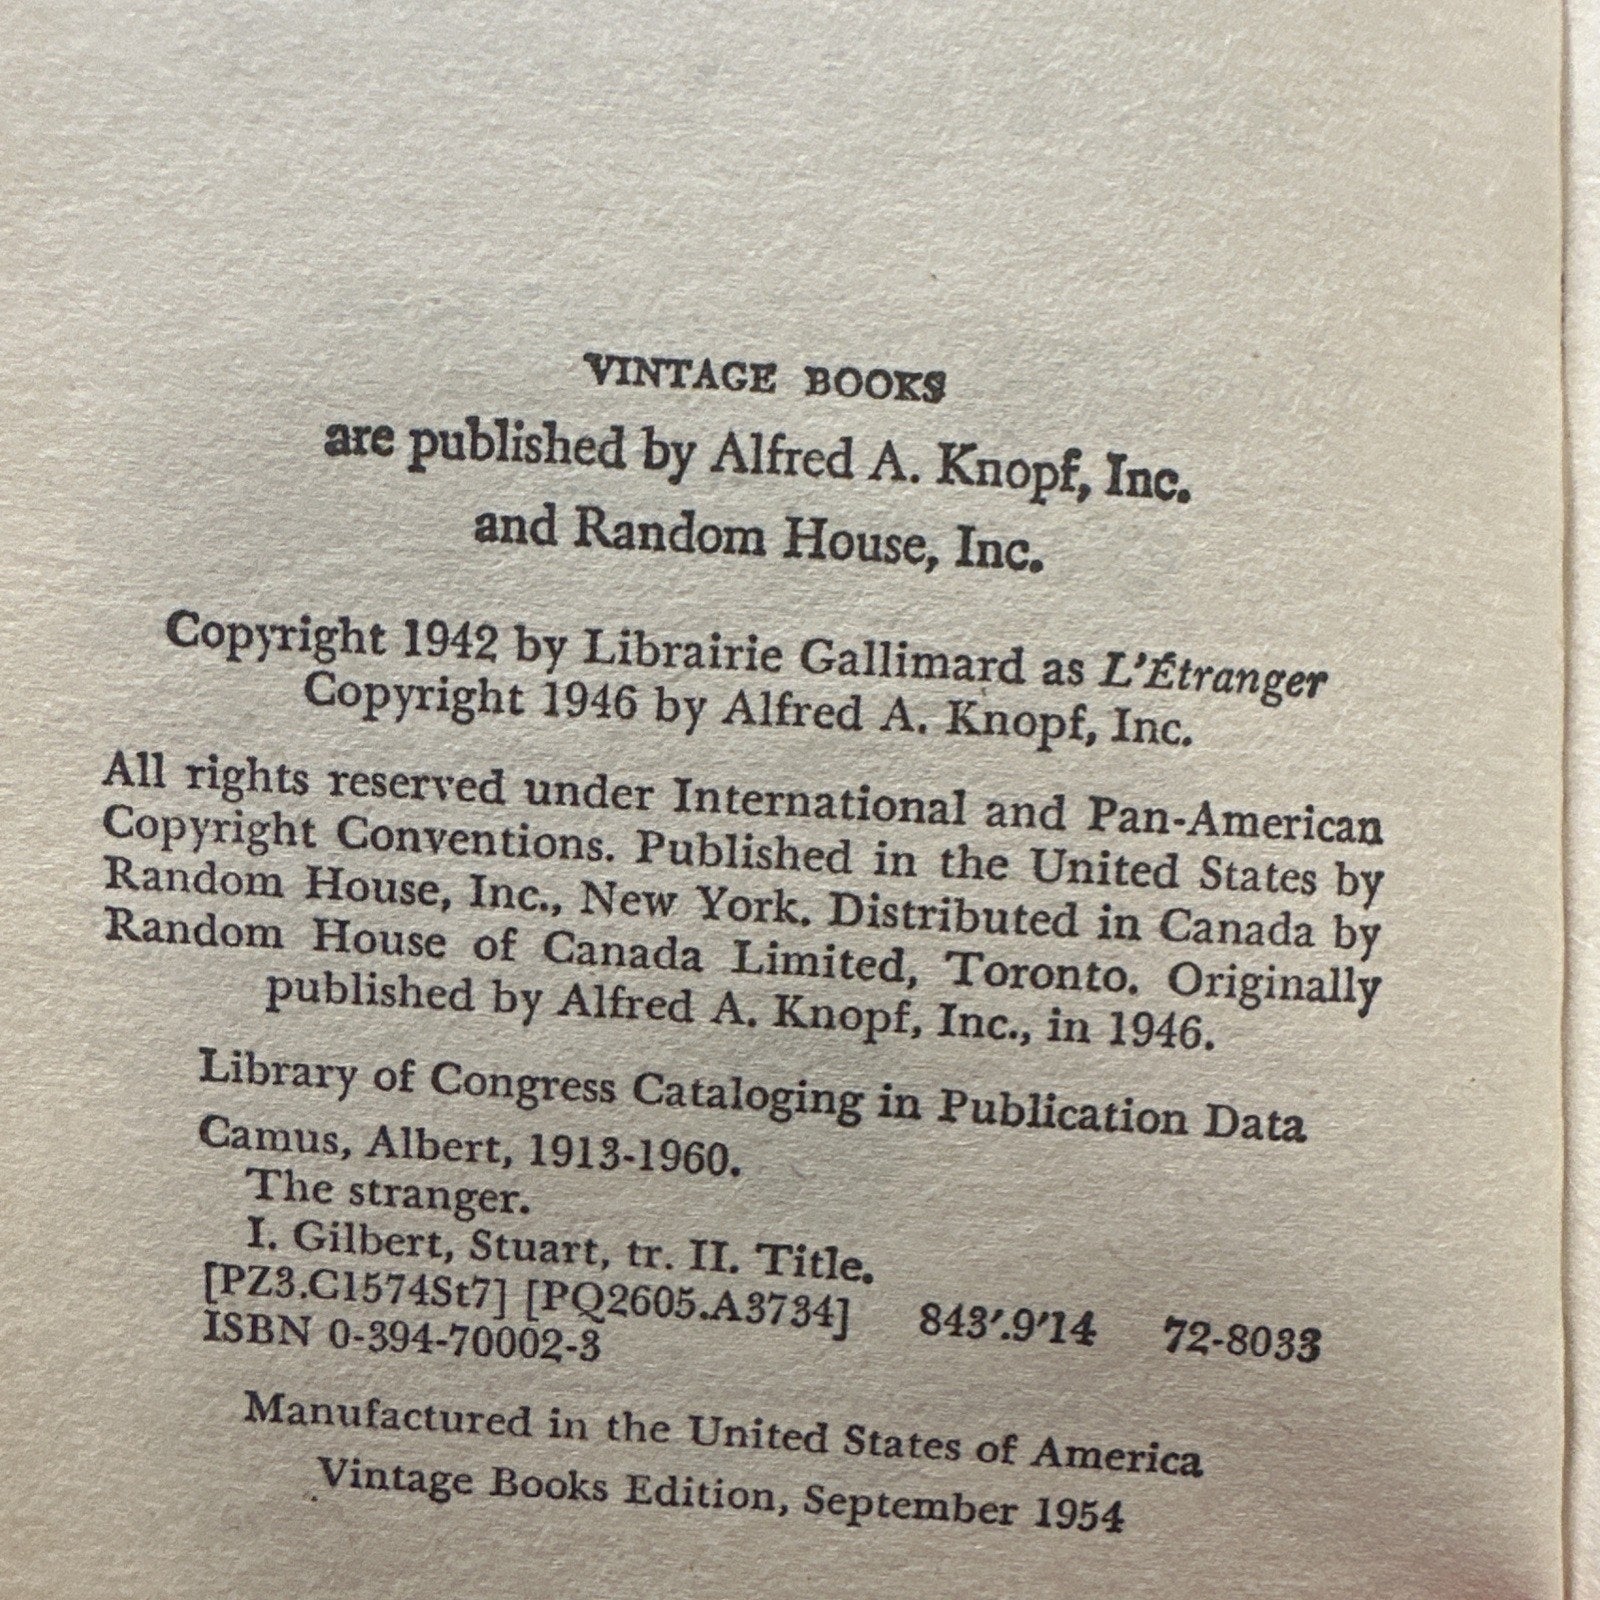 VINTAGE BOOKS
are published by Alfred A. Knopf, Inc.
and Random House, Inc.
Copyright 1942 by Librairie Gallimard as L'Étranger
Copyright 1946 by Alfred A. Knopf, Inc.
All rights reserved under International and Pan-American
Copyright Conventions. Published in the United States by
Random House, Inc., New York. Distributed in Canada by
Random House of Canada Limited, Toronto. Originally
published by Alfred A. Knopf, Inc., in 1946.
Library of Congress Cataloging in Publication Data
Camus, Albert, 1913-1960.
The stranger.
I. Gilbert, Stuart, tr. II. Title.
[PZ3.C1574St7] [PQ2605.A3734] 843'.9'14 72-8033
ISBN 0-394-70002-3
Manufactured in the United States of America
Vintage Books Edition, September 1954